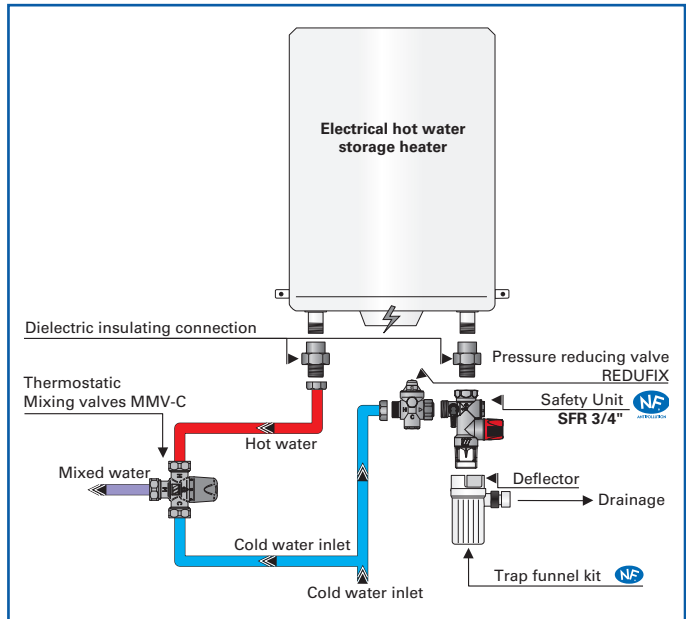 Electrical hot water
storage heater
Dielectric insulating connection
Pressure reducing valve
REDUFIX
Thermostatic
Mixing valves MMV-C
Safety Unit
SFR 3/4"
NF
ANTIPOLLUTION
Hot water
Mixed water
Deflector
Drainage
Cold water inlet
Trap funnel kit
NF
Cold water inlet